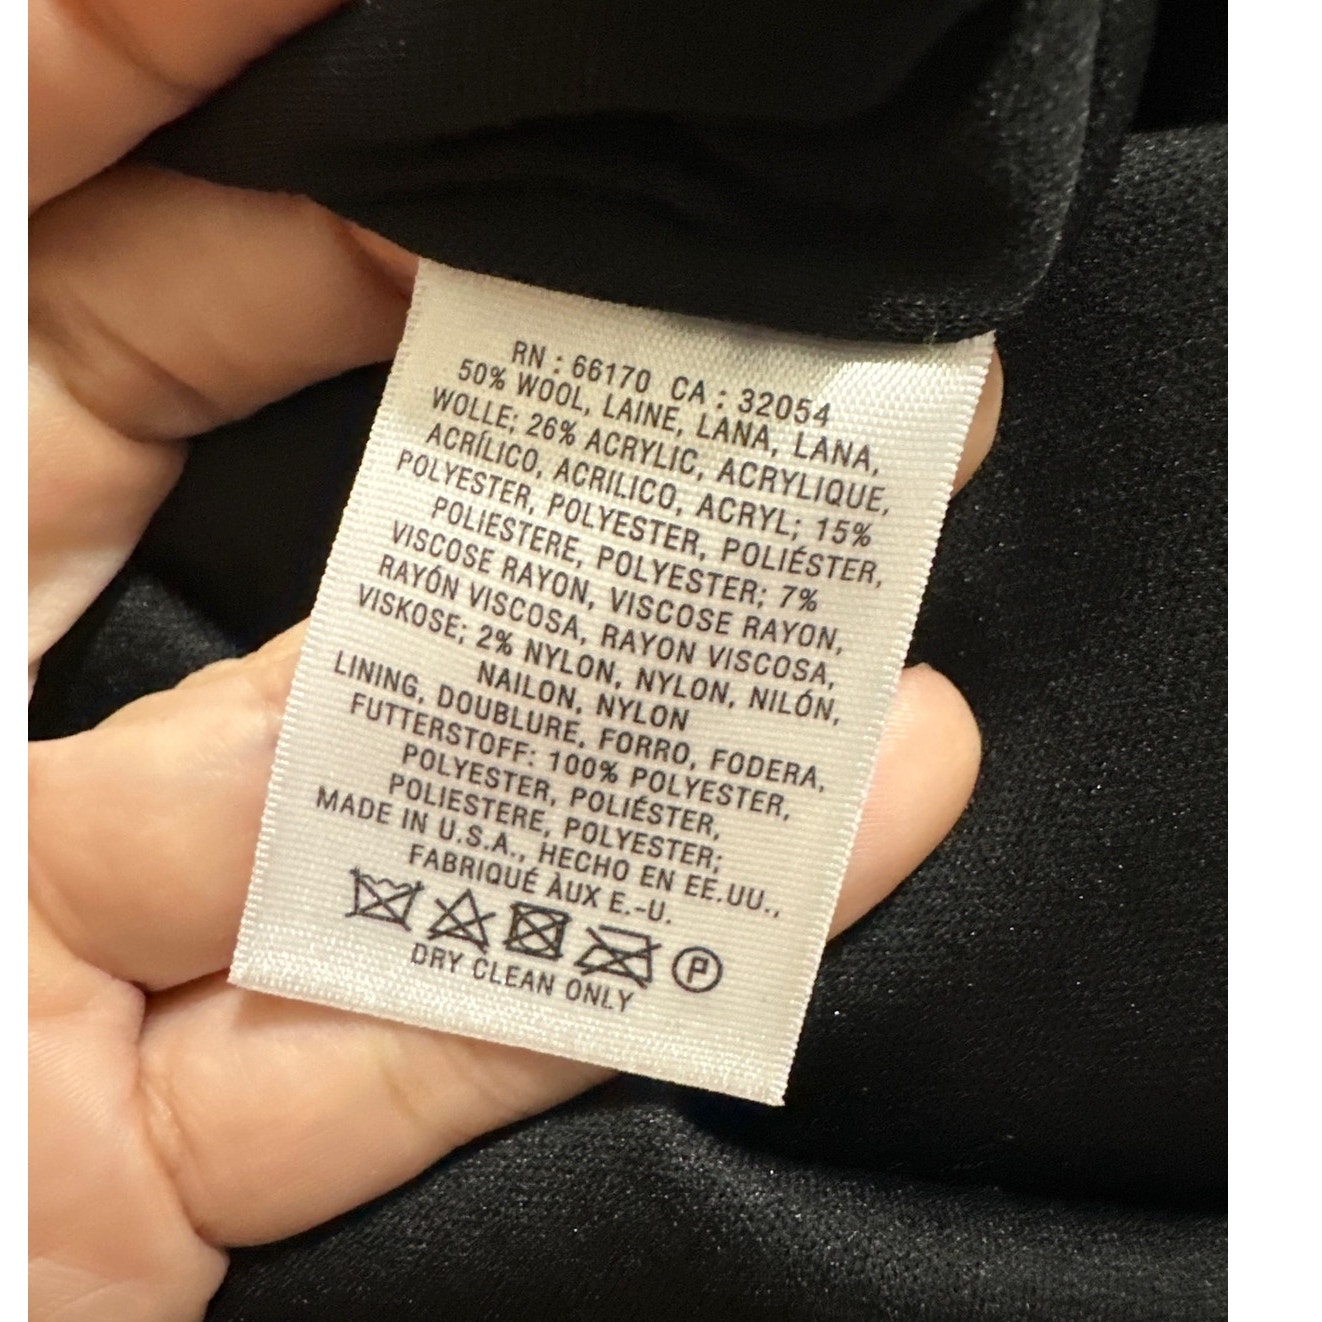 RN : 66170 CA : 32054
50% WOOL, LAINE, LANA, LANA,
WOLLE; 26% ACRYLIC, ACRYLIQUE,
ACRÍLICO, ACRILICO, ACRYL; 15%
POLYESTER, POLYESTER, POLIÉSTER,
POLIESTERE, POLYESTER; 7%
VISCOSE RAYON, VISCOSE RAYON,
RAYÓN VISCOSA, RAYON VISCOSA,
VISKOSE; 2% NYLON, NYLON, NILÓN,
NAILON, NYLON
LINING, DOUBLURE, FORRO, FODERA,
FUTTERSTOFF: 100% POLYESTER,
POLYESTER, POLIÉSTER,
POLIESTERE, POLYESTER;
MADE IN U.S.A., HECHO EN EE.UU.,
FABRIQUÉ ÀUX E.-U.
P
DRY CLEAN ONLY